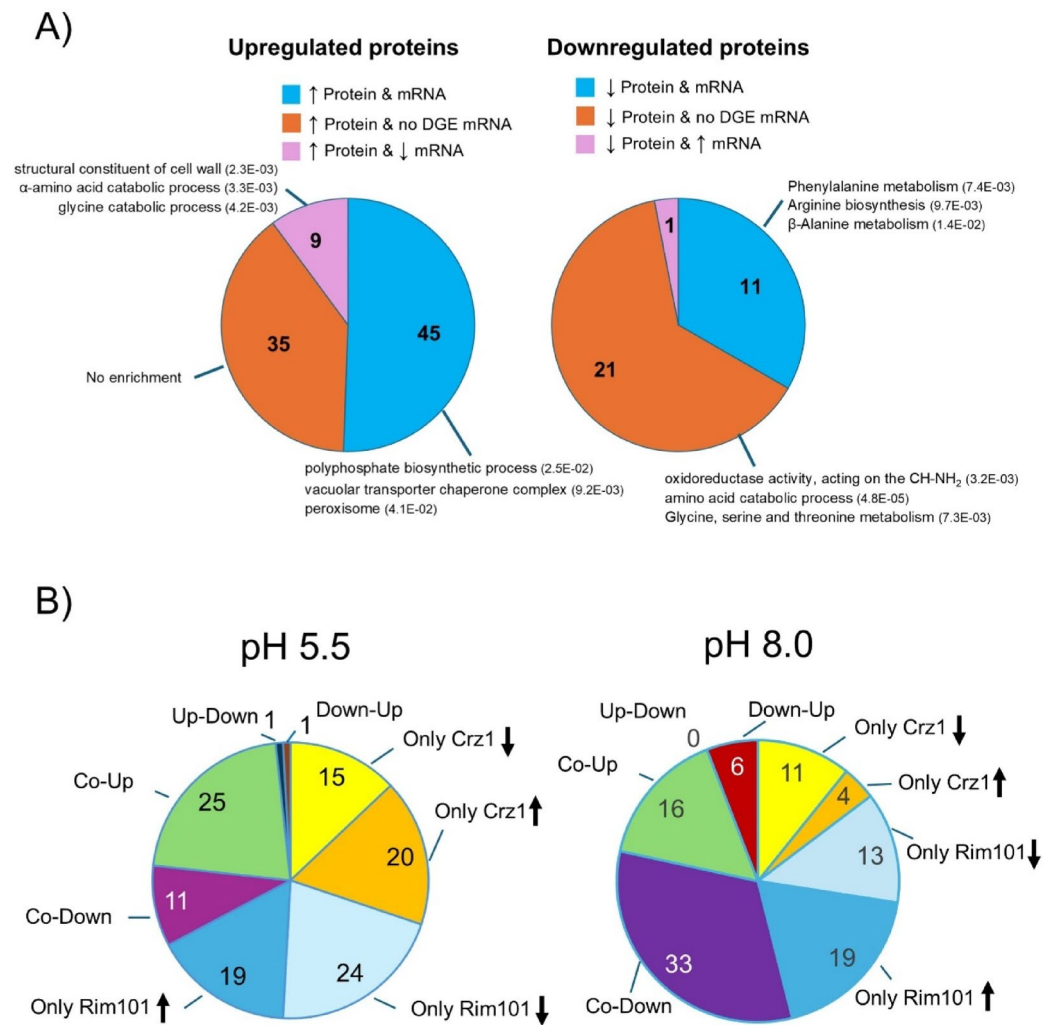 A)
Upregulated proteins
↑ Protein & mRNA
↑ Protein & no DGE mRNA
↑ Protein & ↓ mRNA
structural constituent of cell wall (2.3E-03)
α-amino acid catabolic process (3.3E-03)
glycine catabolic process (4.2E-03)
9
45
35
No enrichment
polyphosphate biosynthetic process (2.5E-02)
vacuolar transporter chaperone complex (9.2E-03)
peroxisome (4.1E-02)
Downregulated proteins
↓ Protein & mRNA
↓ Protein & no DGE mRNA
↓ Protein & ↑ mRNA
Phenylalanine metabolism (7.4E-03)
Arginine biosynthesis (9.7E-03)
β-Alanine metabolism (1.4E-02)
1
11
21
oxidoreductase activity, acting on the CH-NH₂ (3.2E-03)
amino acid catabolic process (4.8E-05)
Glycine, serine and threonine metabolism (7.3E-03)
B)
pH 5.5
Up-Down 1
1 Down-Up
Only Crz1 ↓
15
Co-Up
25
Only Crz1 ↑
20
11
Co-Down
19
24
Only Rim101 ↑
Only Rim101 ↓
pH 8.0
Up-Down
0
Down-Up
6
Only Crz1 ↓
11
Co-Up
16
Only Crz1 ↑
4
13
Only Rim101 ↓
33
19
Co-Down
Only Rim101 ↑